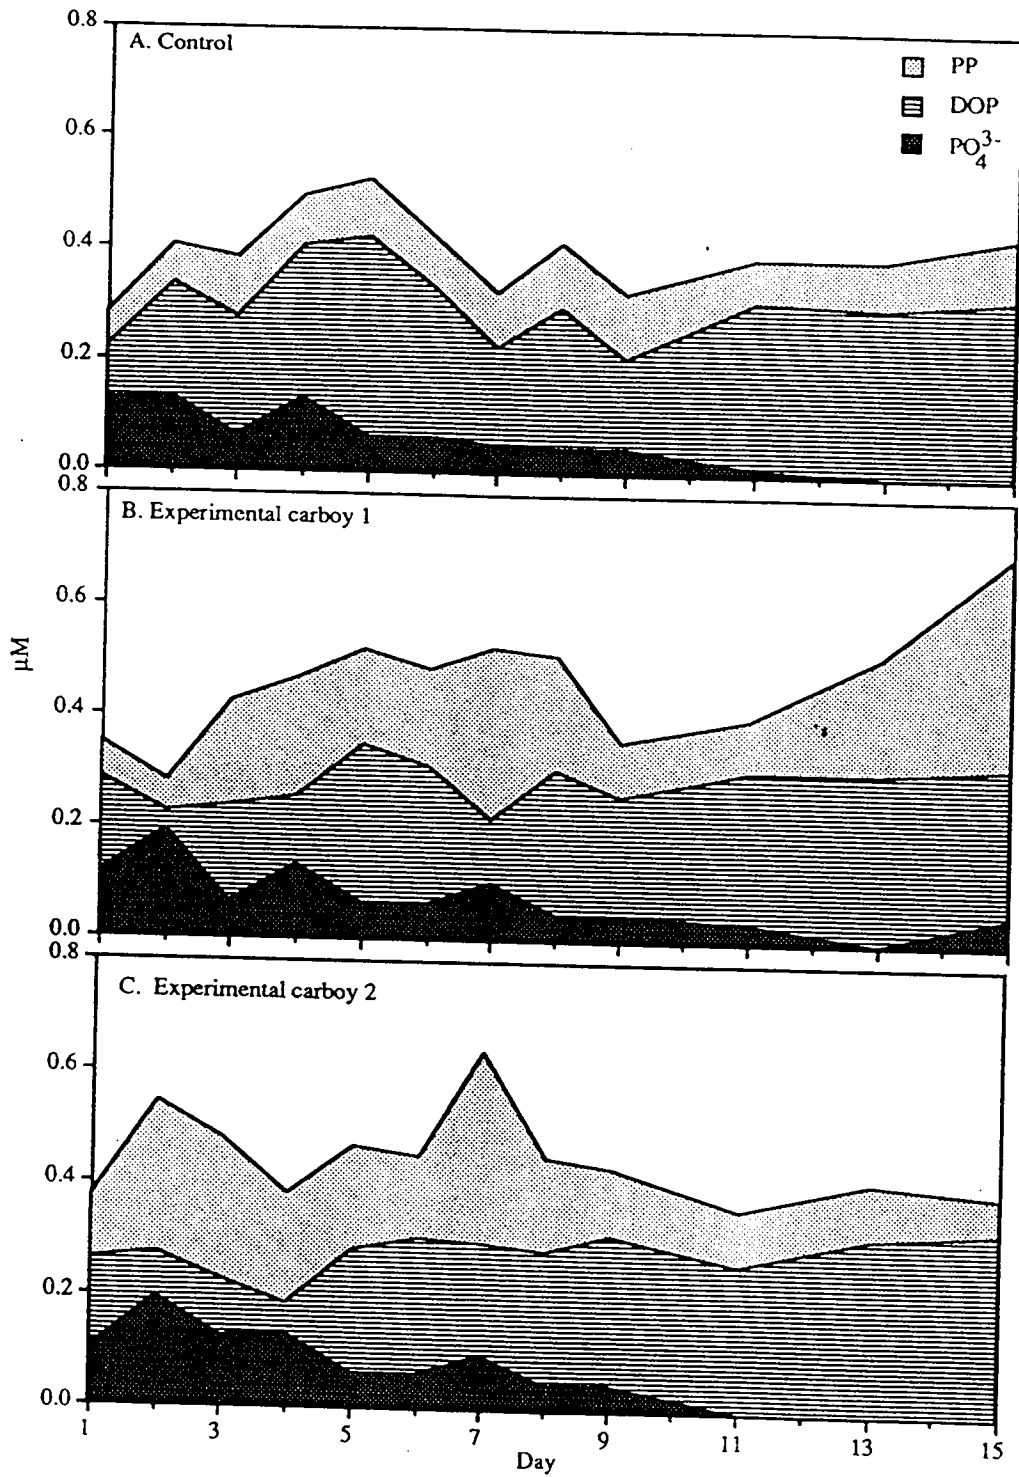 0.8
A. Control
PP
DOP
PO₄³⁻
0.6
0.4
0.2
0.0
0.8
B. Experimental carboy 1
0.6
µM
0.4
0.2
0.0
0.8
C. Experimental carboy 2
0.6
0.4
0.2
0.0
1 3 5 7 9 11 13 15
Day